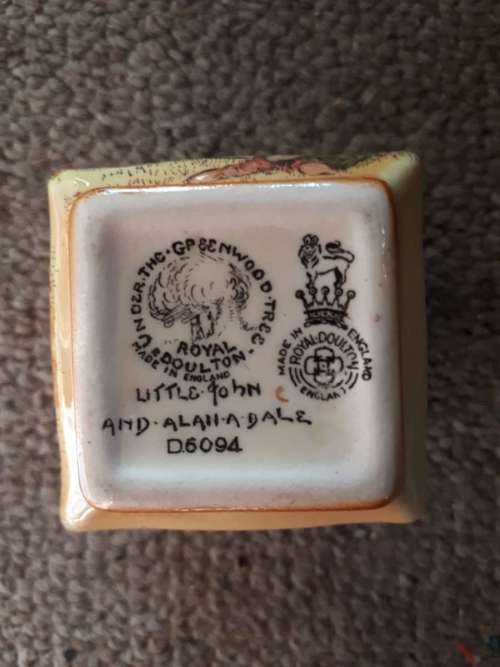 UNDER·THE·GREENWOOD·TREE·
ROYAL
DOULTON
MADE IN ENGLAND
MADE IN ENGLAND
ROYAL·DOULTON
ENGLAND
LITTLE·John
AND·ALAN·A·DALE
D.6094